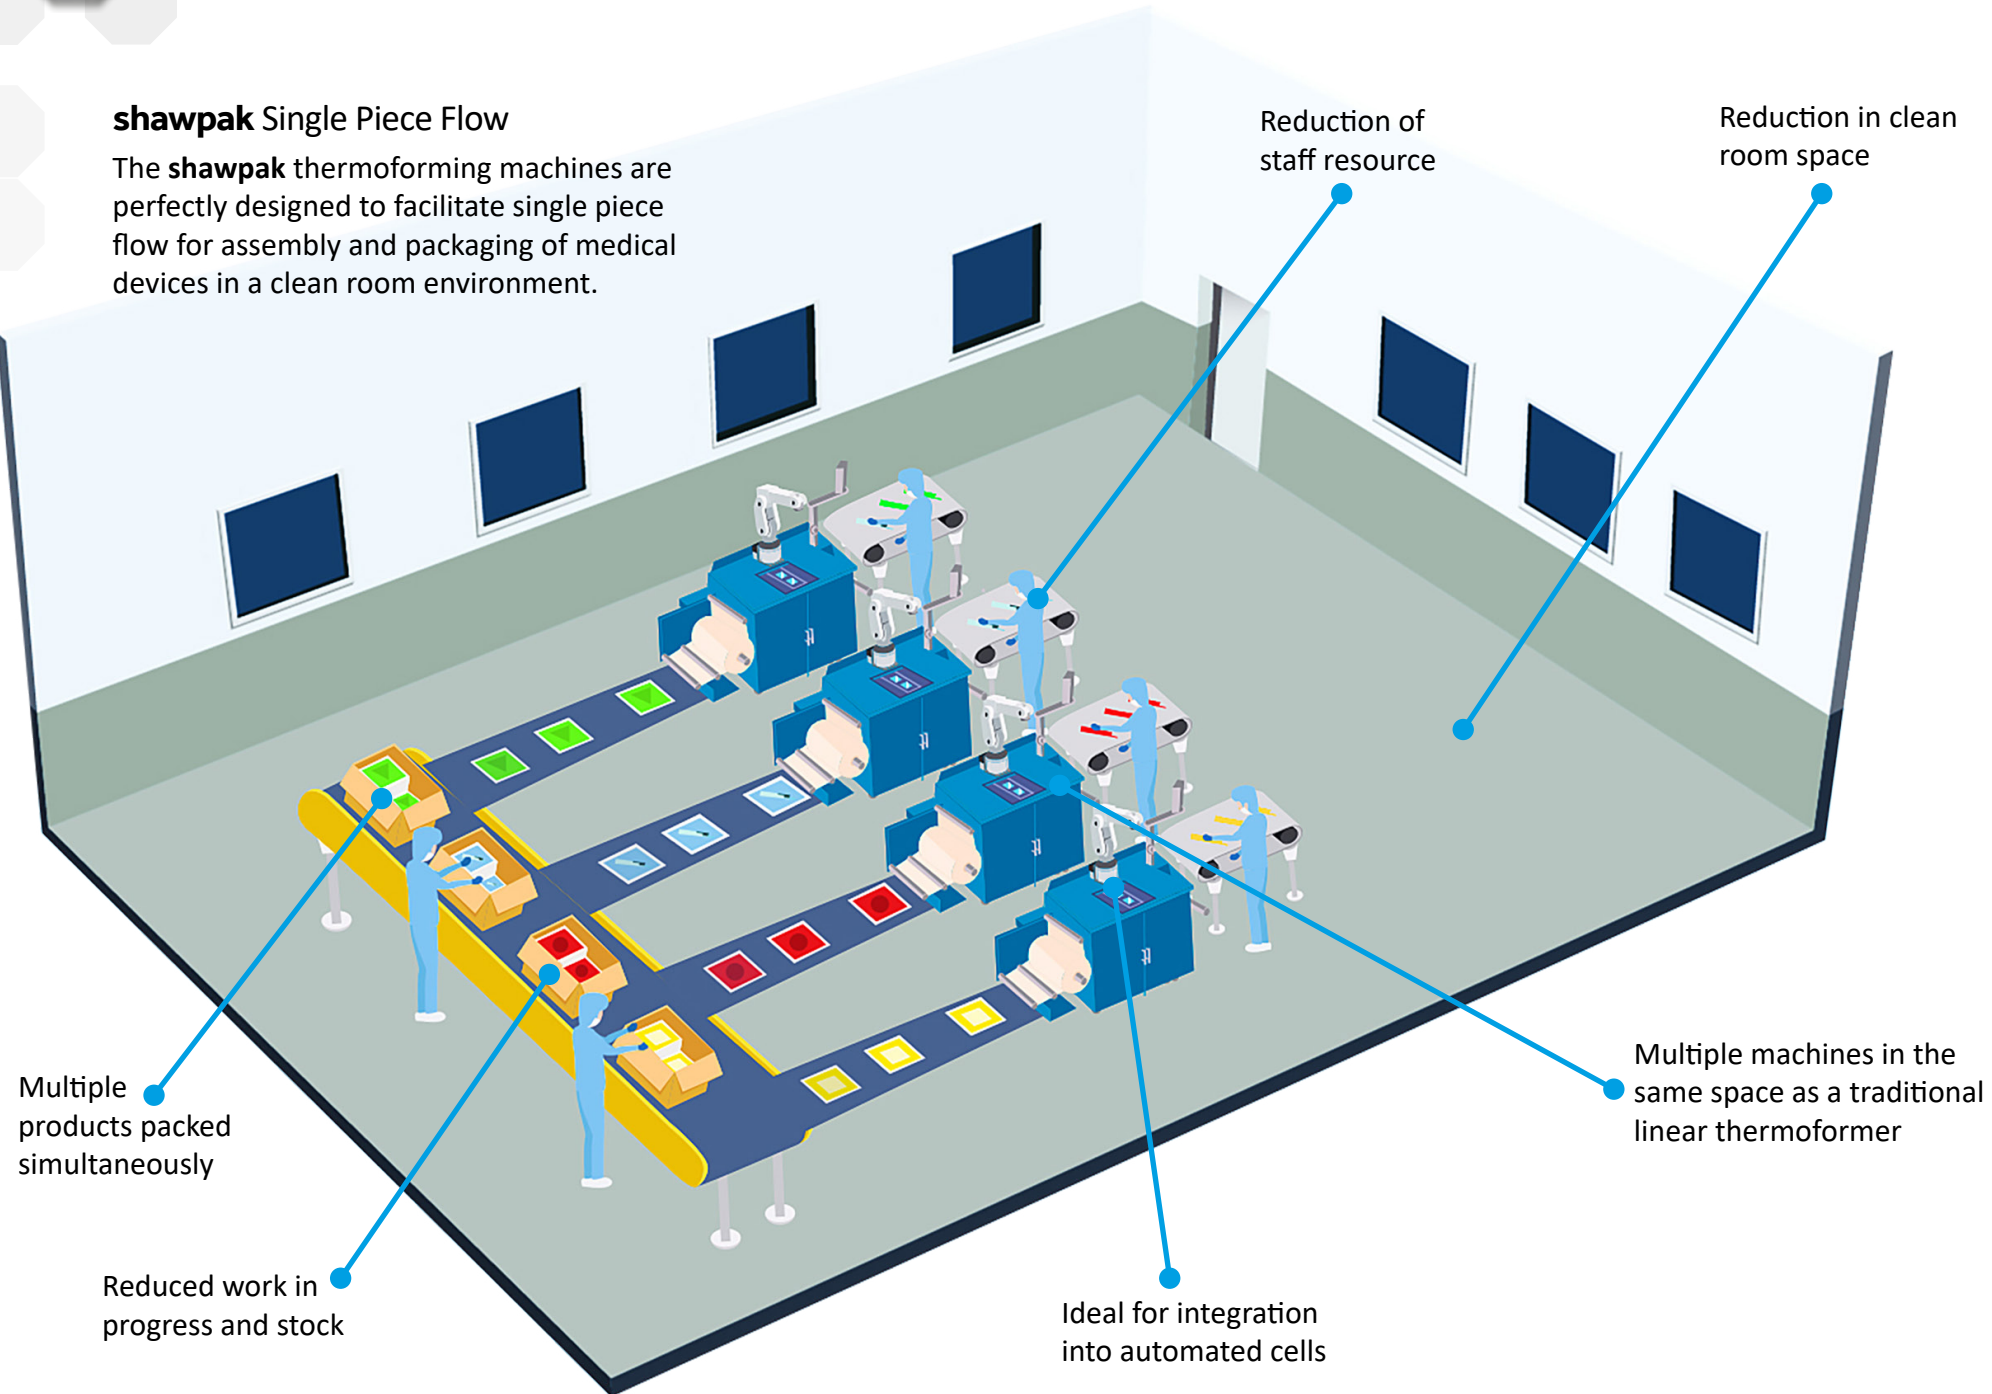 shawpak Single Piece Flow
The shawpak thermoforming machines are
perfectly designed to facilitate single piece
flow for assembly and packaging of medical
devices in a clean room environment.
Reduction of
staff resource
Reduction in clean
room space
Multiple
products packed
simultaneously
Multiple machines in the
same space as a traditional
linear thermoformer
Reduced work in
progress and stock
Ideal for integration
into automated cells